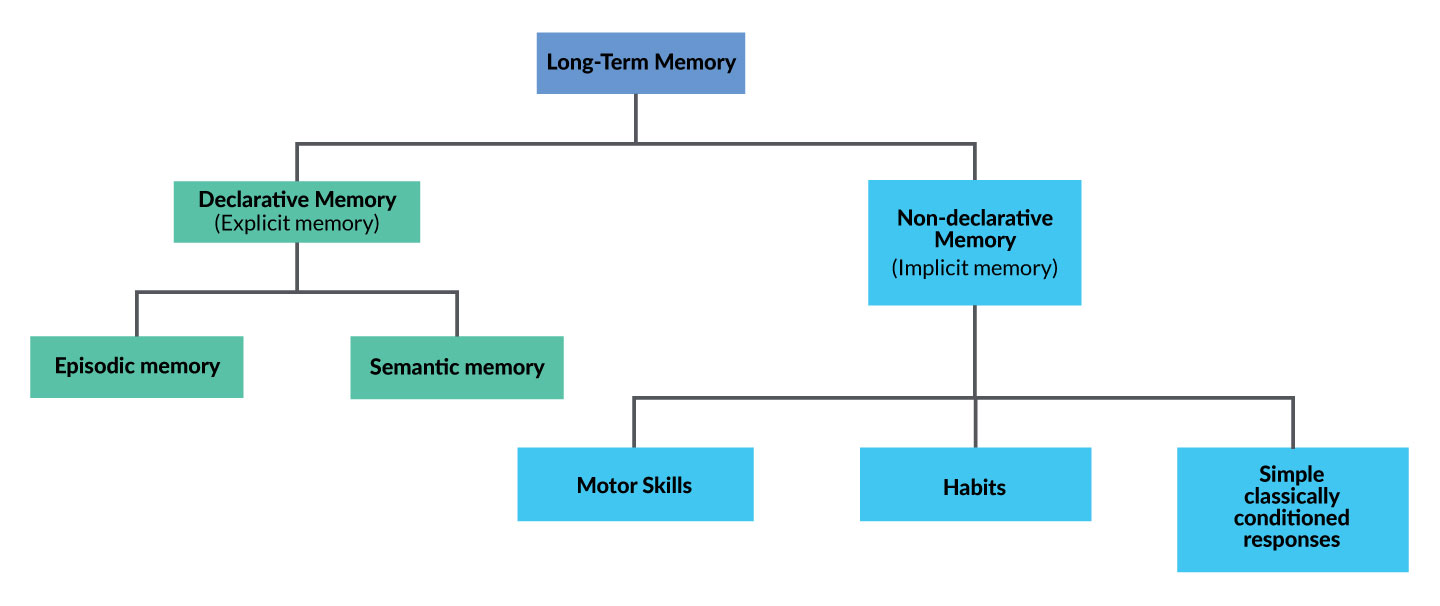 Long-Term Memory
Declarative Memory
(Explicit memory)
Non-declarative
Memory
(Implicit memory)
Episodic memory
Semantic memory
Motor Skills
Habits
Simple
classically
conditioned
responses